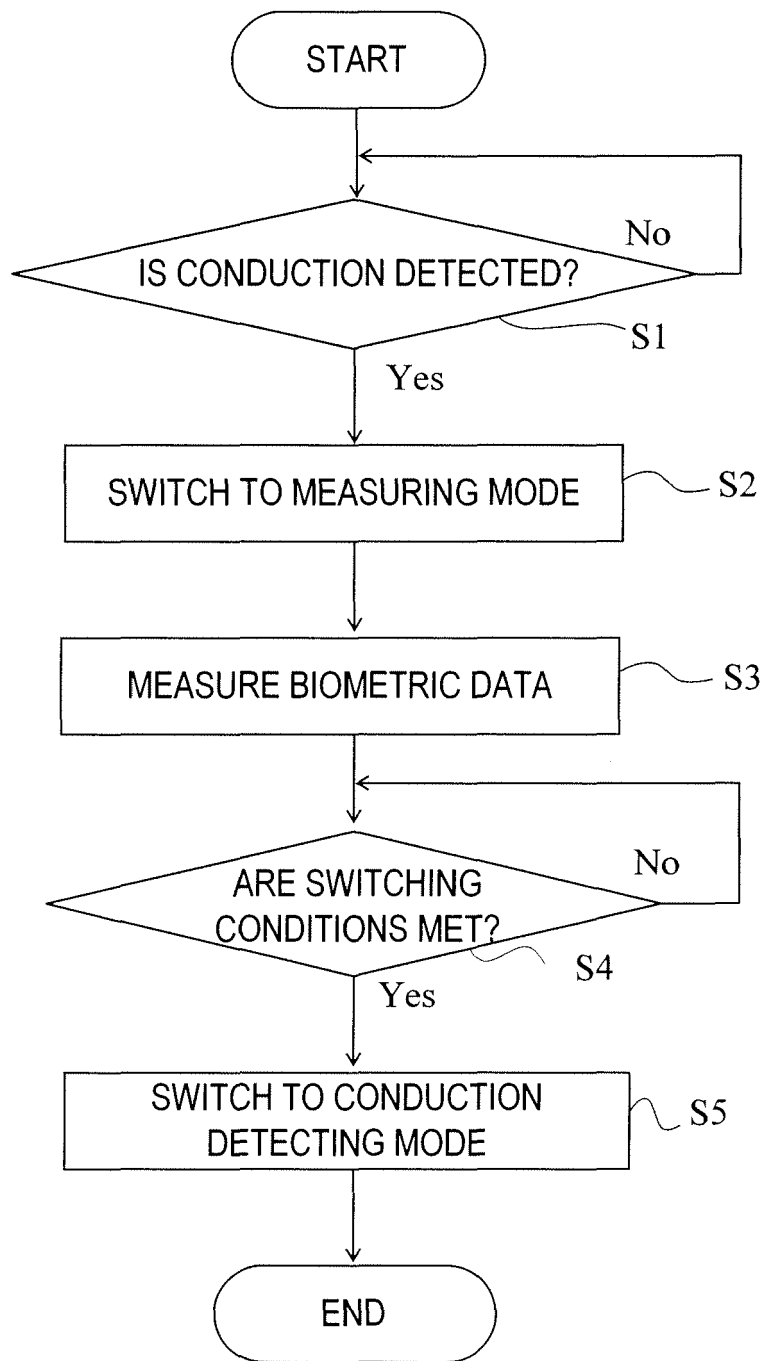 START
No
IS CONDUCTION DETECTED?
S1
Yes
SWITCH TO MEASURING MODE
S2
MEASURE BIOMETRIC DATA
S3
No
ARE SWITCHING
CONDITIONS MET?
S4
Yes
SWITCH TO CONDUCTION
DETECTING MODE
S5
END